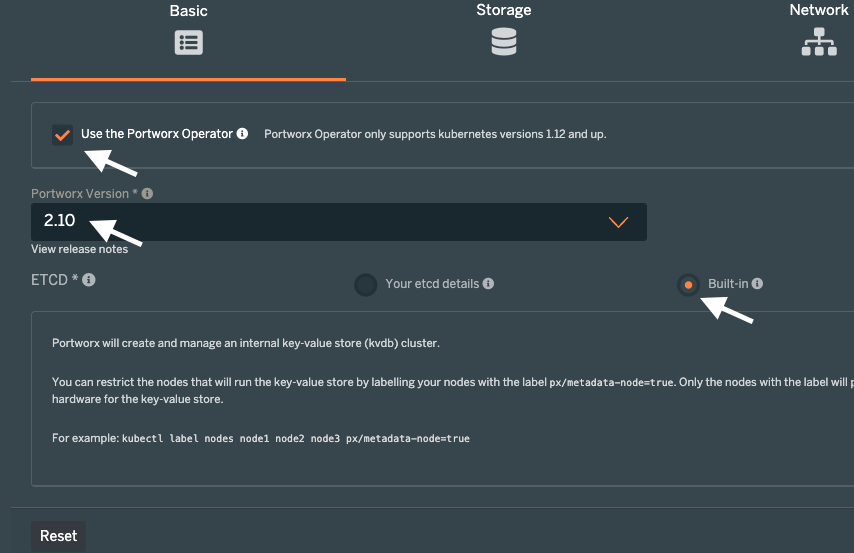 Basic
Storage
Network
Use the Portworx Operator
Portworx Operator only supports kubernetes versions 1.12 and up.
Portworx Version *
2.10
View release notes
ETCD *
Your etcd details
Built-in
Portworx will create and manage an internal key-value store (kvdb) cluster.
You can restrict the nodes that will run the key-value store by labelling your nodes with the label px/metadata-node=true. Only the nodes with the label will
hardware for the key-value store.
For example: kubectl label nodes node1 node2 node3 px/metadata-node=true
Reset